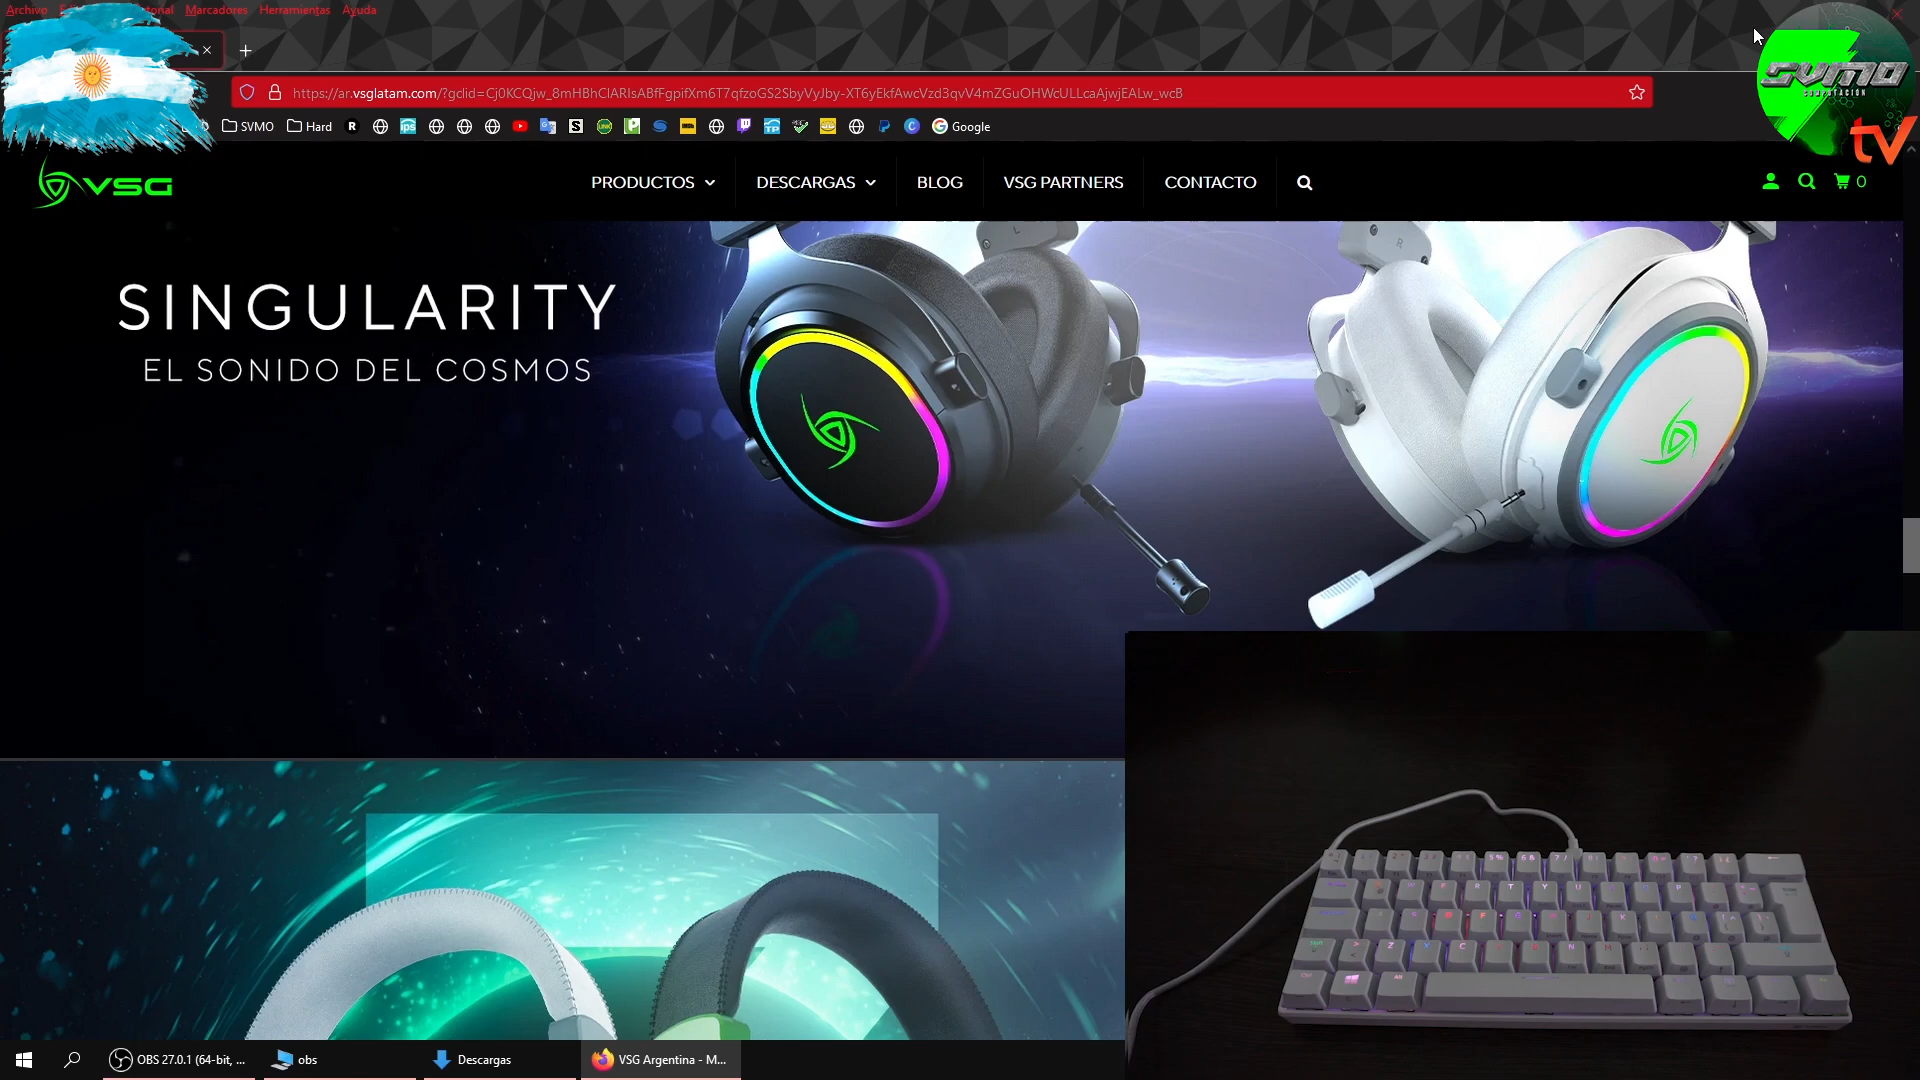 Archivo
Marcadores
Herramientas
Ayuda
https://ar.vsglatam.com/?gclid=Cj0KCQjw_8mHBhClARIsABfFgpifXm6T7qfzoGS2SbyVyJby-XT6yEkfAwcVzd3qvV4mZGuOHWcULLcaAjwjEALw_wcB
SVMO
Hard
Google
SVMO
COMPUTACIÓN
tV
VSG
PRODUCTOS
DESCARGAS
BLOG
VSG PARTNERS
CONTACTO
0
SINGULARITY
EL SONIDO DEL COSMOS
L
R
OBS 27.0.1 (64-bit, ...
obs
Descargas
VSG Argentina - M...